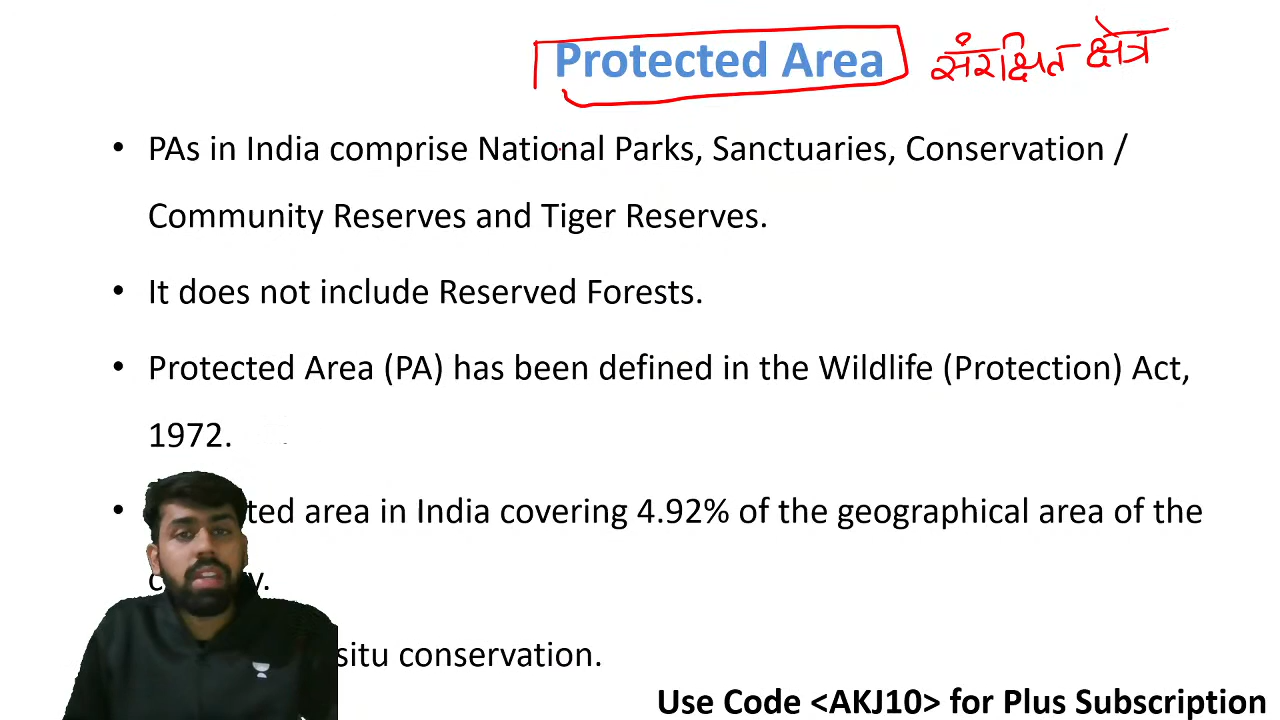 Protected Area संरक्षित क्षेत्र
• PAs in India comprise National Parks, Sanctuaries, Conservation /
Community Reserves and Tiger Reserves.
• It does not include Reserved Forests.
• Protected Area (PA) has been defined in the Wildlife (Protection) Act,
1972.
• area in India covering 4.92% of the geographical area of the
situ conservation.
Use Code <AKJ10> for Plus Subscription